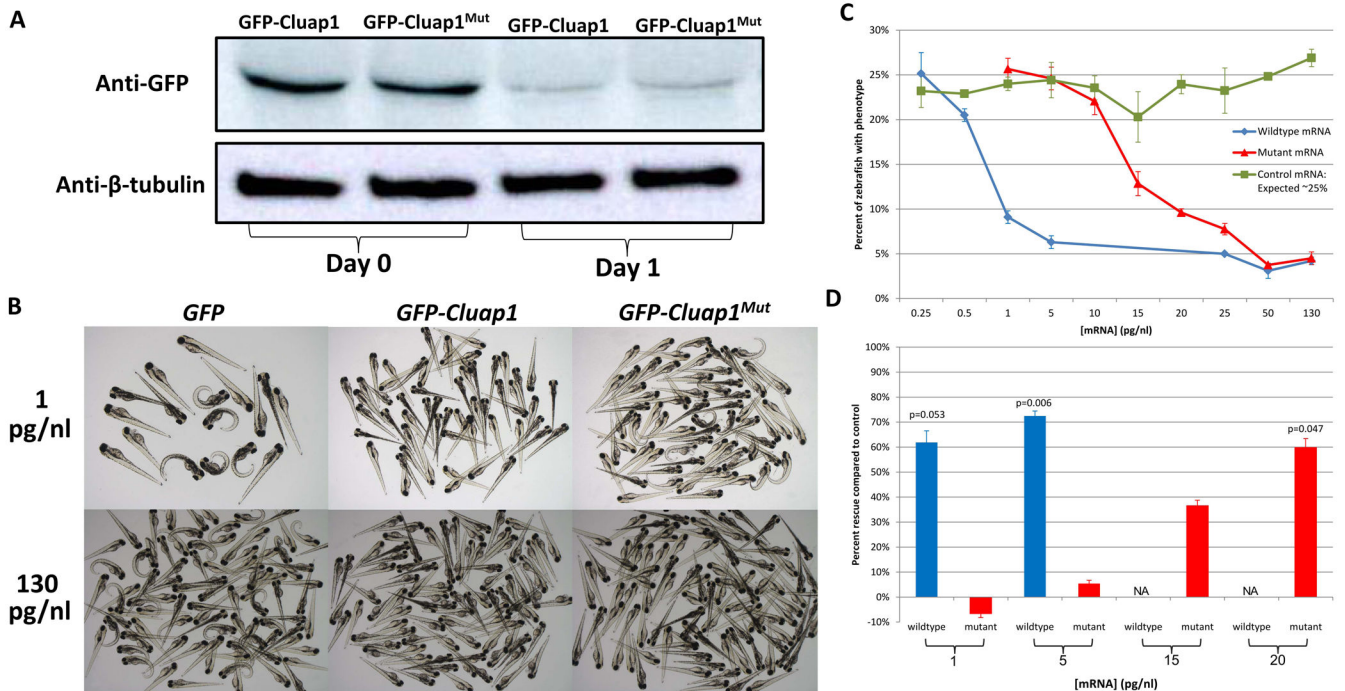 A
GFP-Cluap1 GFP-Cluap1Mut GFP-Cluap1 GFP-Cluap1Mut
Anti-GFP
Anti-β-tubulin
Day 0 Day 1
B
GFP GFP-Cluap1 GFP-Cluap1Mut
1
pg/nl
130
pg/nl
C
30%
25%
20%
15%
10%
5%
0%
Percent of zebrafish with phenotype
Wildtype mRNA
Mutant mRNA
Control mRNA:
Expected ~25%
0.25 0.5 1 5 10 15 20 25 50 130
[mRNA] (pg/nl)
D
100%
90%
80%
70%
60%
50%
40%
30%
20%
10%
0%
-10%
Percent rescue compared to control
p=0.053
p=0.006
NA
NA
p=0.047
wildtype mutant wildtype mutant wildtype mutant wildtype mutant
1 5 15 20
[mRNA] (pg/nl)